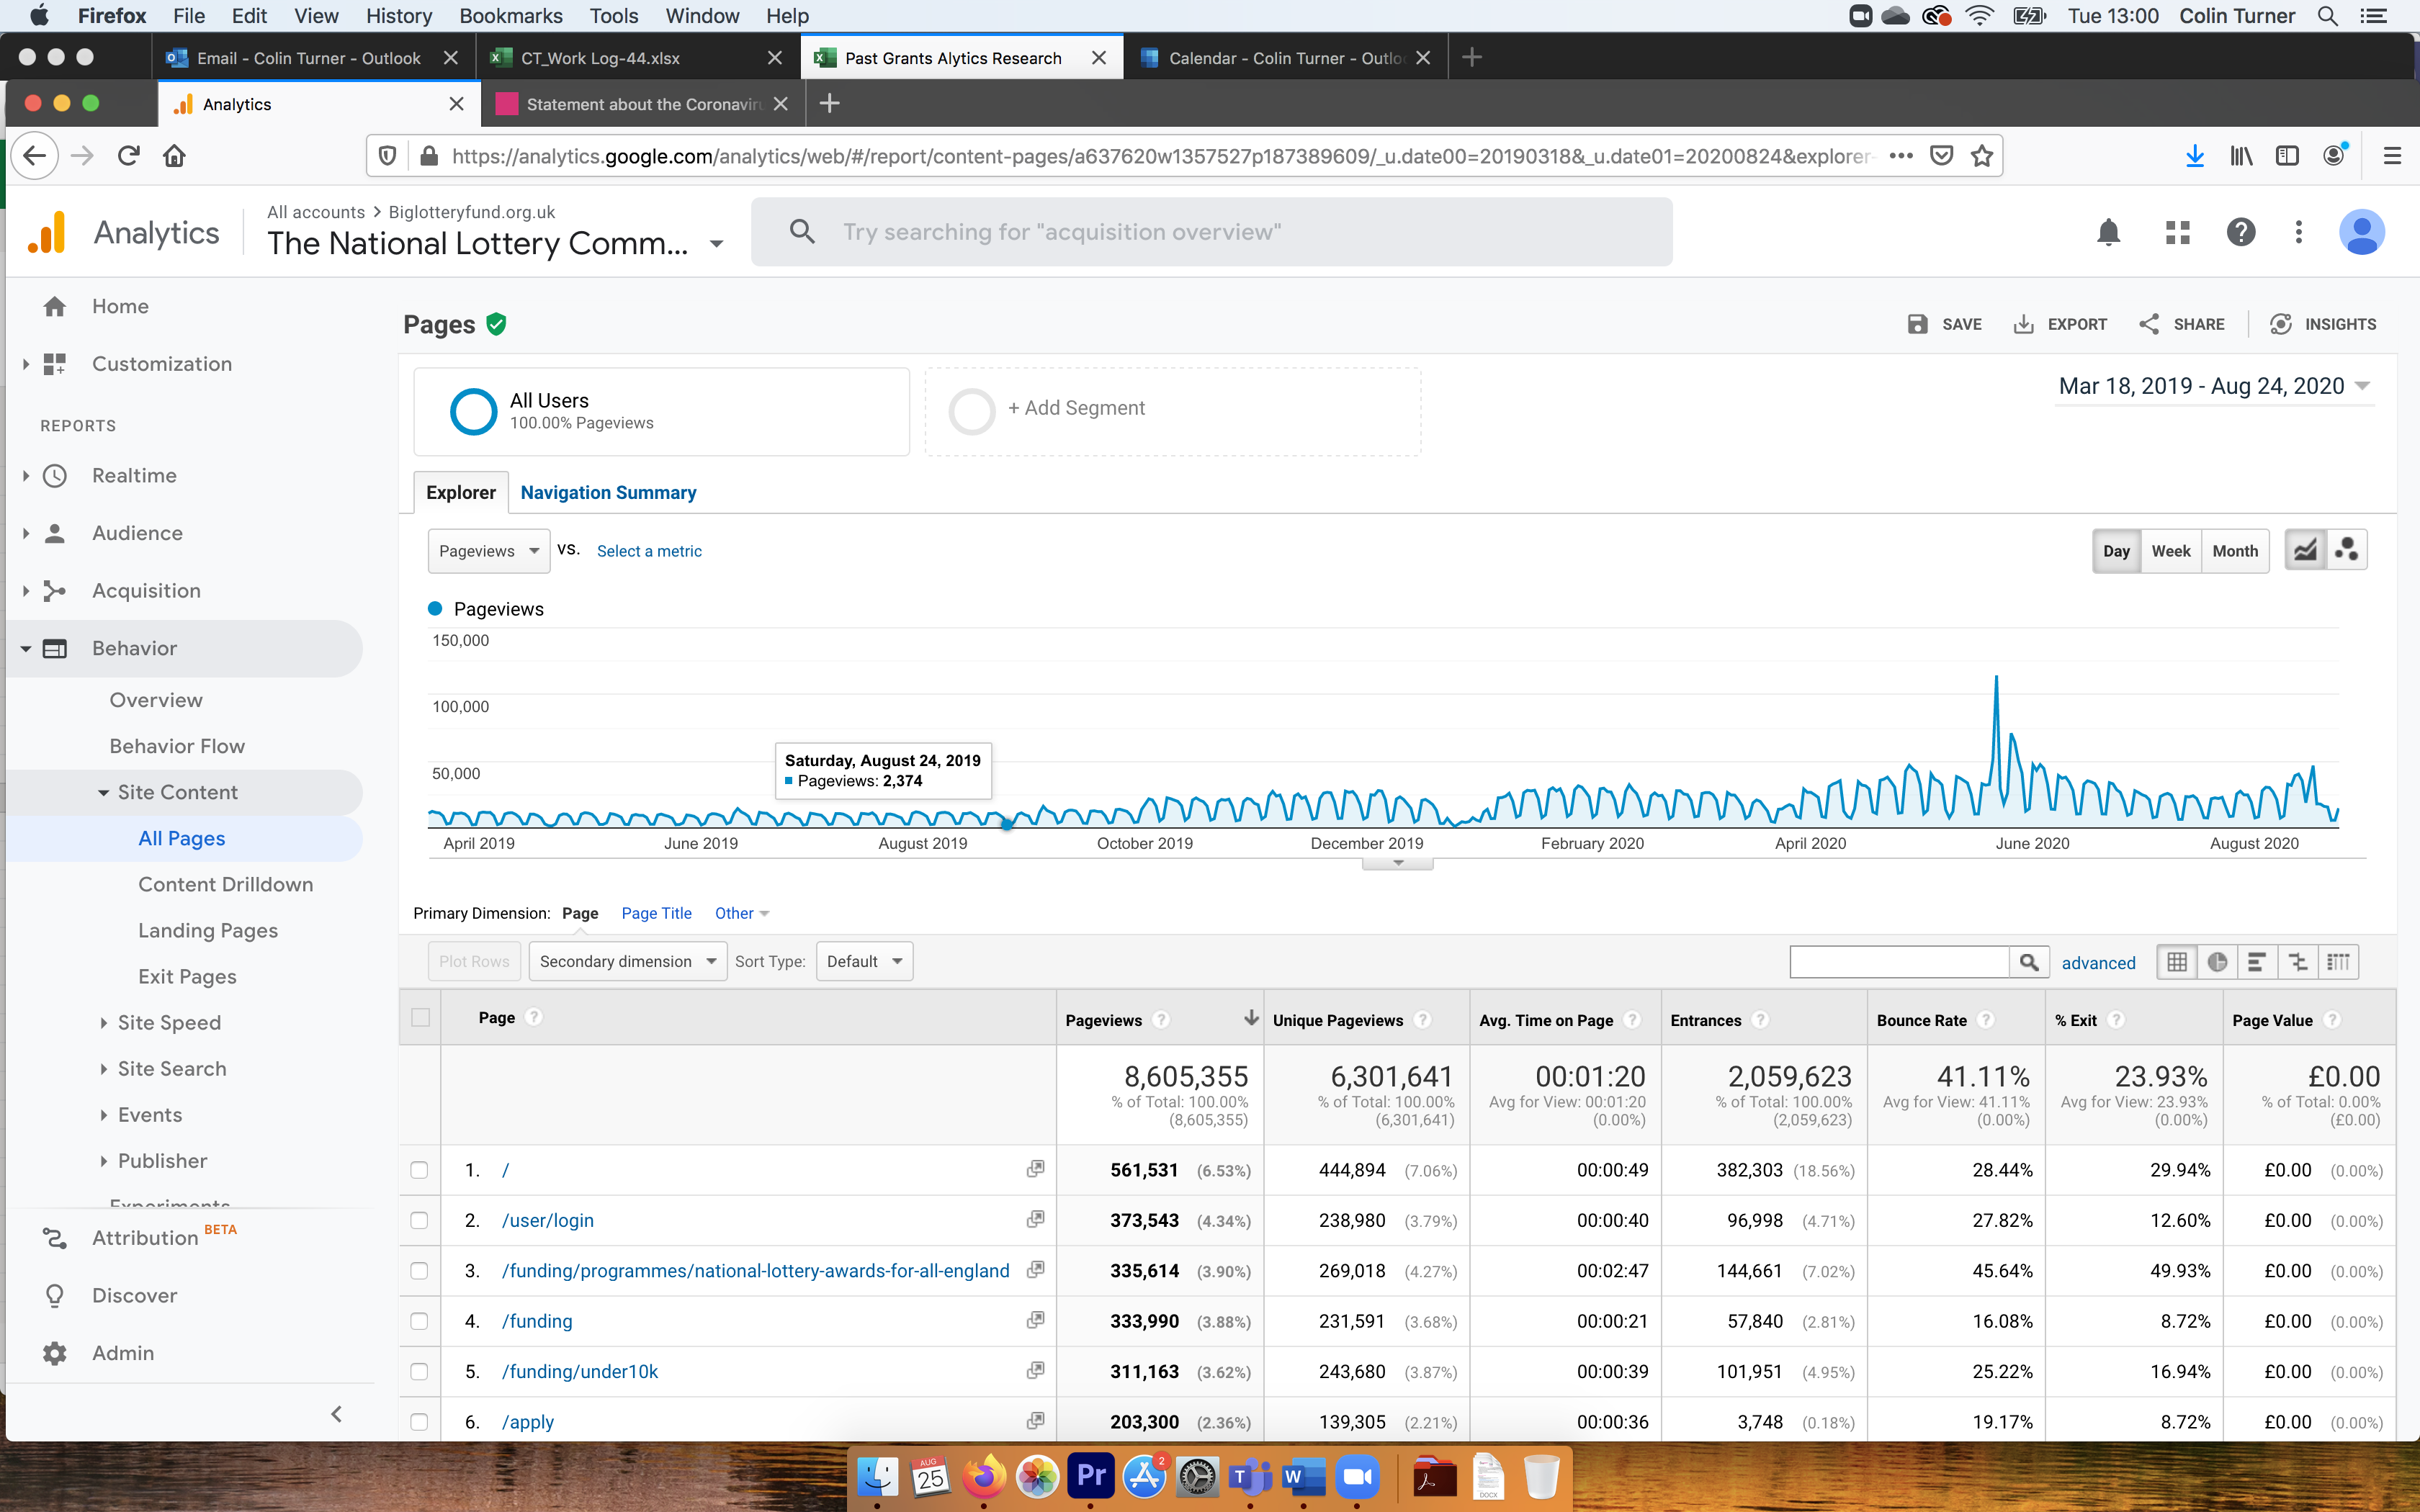 Firefox File Edit View History Bookmarks Tools Window Help Tue 13:00 Colin Turner
Email - Colin Turner - Outlook CT_Work Log-44.xlsx Past Grants Alytics Research Calendar - Colin Turner - Outlo
Analytics Statement about the Coronaviru
https://analytics.google.com/analytics/web/#/report/content-pages/a637620w1357527p187389609/_u.date00=20190318&_u.date01=20200824&explorer-
Analytics
All accounts > Biglotteryfund.org.uk
The National Lottery Comm...
Try searching for "acquisition overview"
Home
Customization
REPORTS
Realtime
Audience
Acquisition
Behavior
Overview
Behavior Flow
Site Content
All Pages
Content Drilldown
Landing Pages
Exit Pages
Site Speed
Site Search
Events
Publisher
Experiments
Attribution BETA
Discover
Admin
Pages
SAVE EXPORT SHARE INSIGHTS
All Users
100.00% Pageviews
+ Add Segment
Mar 18, 2019 - Aug 24, 2020
Explorer Navigation Summary
Pageviews VS. Select a metric
Day Week Month
Pageviews
150,000
100,000
50,000
Saturday, August 24, 2019
Pageviews: 2,374
April 2019 June 2019 August 2019 October 2019 December 2019 February 2020 April 2020 June 2020 August 2020
Primary Dimension: Page Page Title Other
Plot Rows Secondary dimension Sort Type: Default advanced
Page Pageviews Unique Pageviews Avg. Time on Page Entrances Bounce Rate % Exit Page Value
8,605,355 6,301,641 00:01:20 2,059,623 41.11% 23.93% £0.00
% of Total: 100.00% % of Total: 100.00% Avg for View: 00:01:20 % of Total: 100.00% Avg for View: 41.11% Avg for View: 23.93% % of Total: 0.00%
(8,605,355) (6,301,641) (0.00%) (2,059,623) (0.00%) (0.00%) (£0.00)
1. / 561,531 (6.53%) 444,894 (7.06%) 00:00:49 382,303 (18.56%) 28.44% 29.94% £0.00 (0.00%)
2. /user/login 373,543 (4.34%) 238,980 (3.79%) 00:00:40 96,998 (4.71%) 27.82% 12.60% £0.00 (0.00%)
3. /funding/programmes/national-lottery-awards-for-all-england 335,614 (3.90%) 269,018 (4.27%) 00:02:47 144,661 (7.02%) 45.64% 49.93% £0.00 (0.00%)
4. /funding 333,990 (3.88%) 231,591 (3.68%) 00:00:21 57,840 (2.81%) 16.08% 8.72% £0.00 (0.00%)
5. /funding/under10k 311,163 (3.62%) 243,680 (3.87%) 00:00:39 101,951 (4.95%) 25.22% 16.94% £0.00 (0.00%)
6. /apply 203,300 (2.36%) 139,305 (2.21%) 00:00:36 3,748 (0.18%) 19.17% 8.72% £0.00 (0.00%)
AUG
25
Pr
2
T
W
DOCX